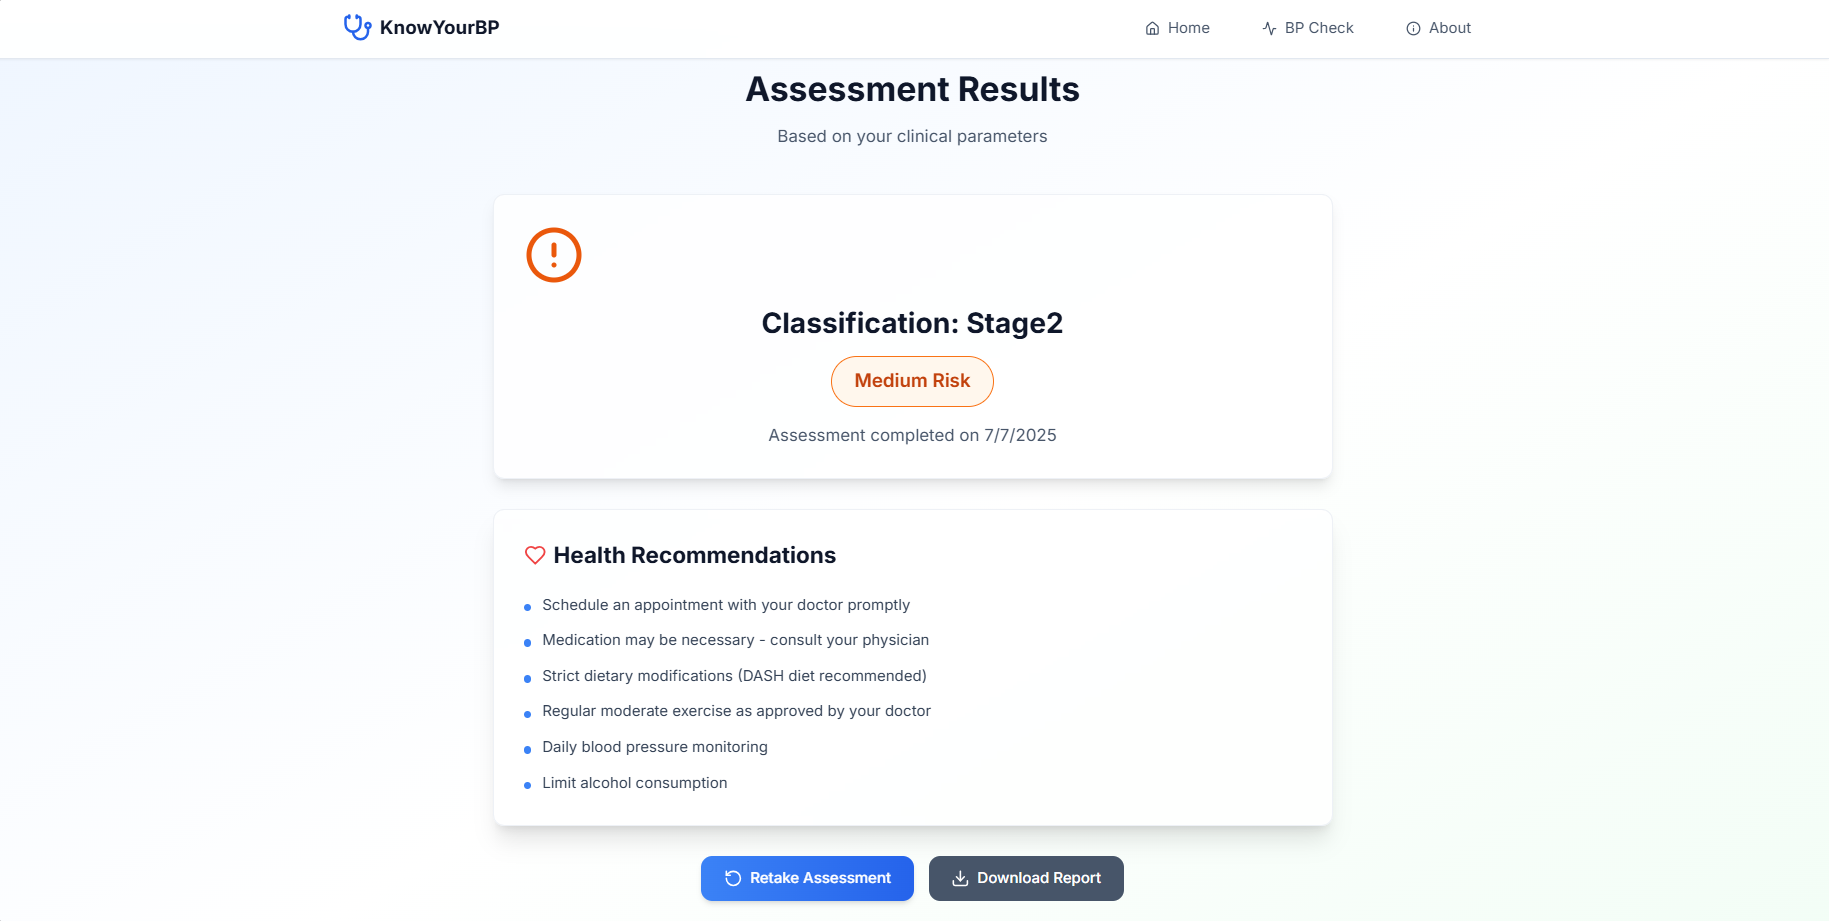 KnowYourBP
Home
BP Check
About
Assessment Results
Based on your clinical parameters
Classification: Stage2
Medium Risk
Assessment completed on 7/7/2025
Health Recommendations
Schedule an appointment with your doctor promptly
Medication may be necessary - consult your physician
Strict dietary modifications (DASH diet recommended)
Regular moderate exercise as approved by your doctor
Daily blood pressure monitoring
Limit alcohol consumption
Retake Assessment
Download Report